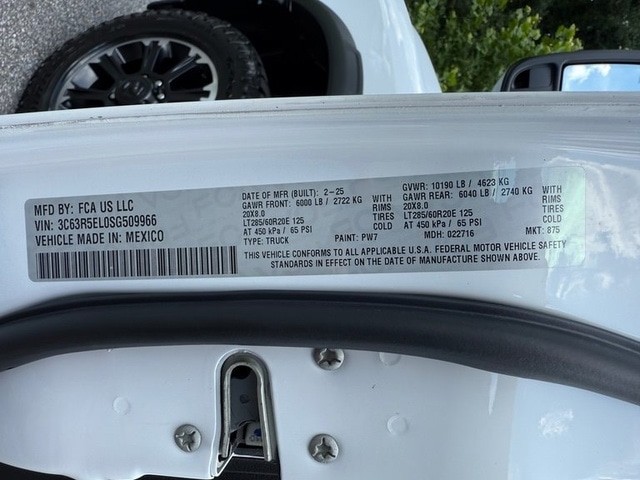 MFD BY: FCA US LLC
VIN: 3C63R5EL0SG509966
VEHICLE MADE IN: MEXICO
DATE OF MFR (BUILT): 2-25
GAWR FRONT: 6000 LB / 2722 KG
20X8.0 WITH RIMS
LT285/60R20E 125 TIRES
AT 450 kPa / 65 PSI COLD
TYPE: TRUCK PAINT: PW7
GVWR: 10190 LB / 4623 KG
GAWR REAR: 6040 LB / 2740 KG
20X8.0 WITH RIMS
LT285/60R20E 125 TIRES
AT 450 kPa / 65 PSI COLD
MDH: 022716 MKT: 875
THIS VEHICLE CONFORMS TO ALL APPLICABLE U.S.A. FEDERAL MOTOR VEHICLE SAFETY
STANDARDS IN EFFECT ON THE DATE OF MANUFACTURE SHOWN ABOVE.